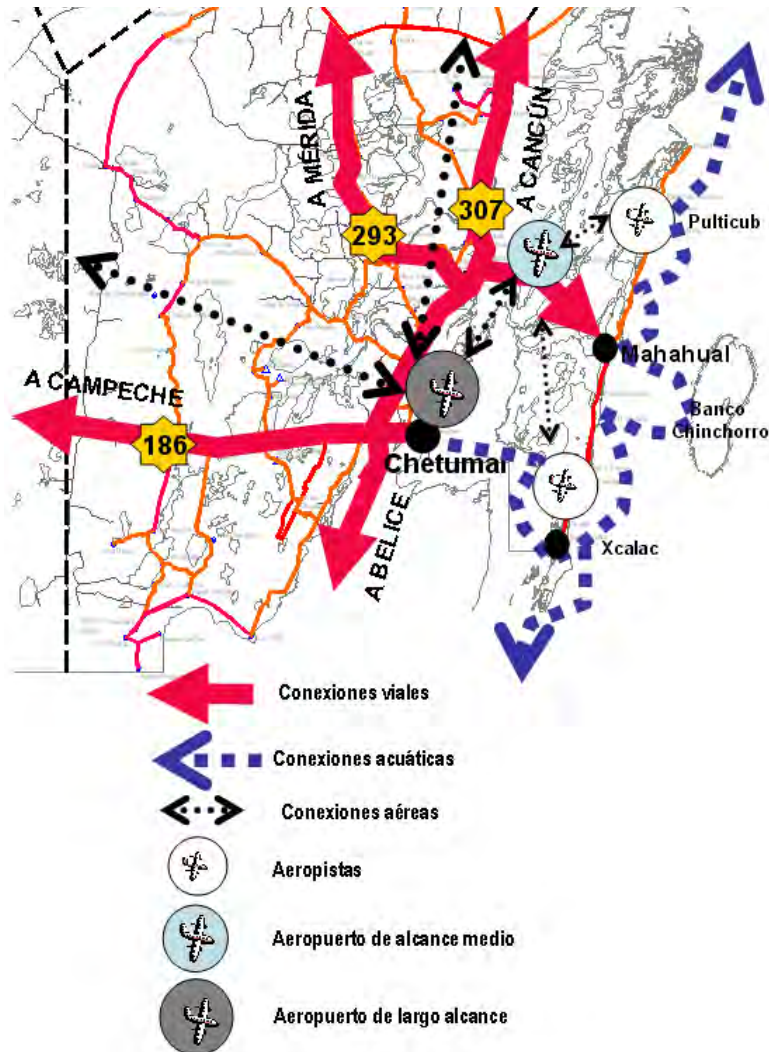 A MÉRIDA
A CANCÚN
293
307
Pulticub
Mahahual
Banco
Chinchorro
A CAMPECHE
186
Chetumal
A BELICE
Xcalac
Conexiones viales
Conexiones acuáticas
Conexiones aéreas
Aeropistas
Aeropuerto de alcance medio
Aeropuerto de largo alcance